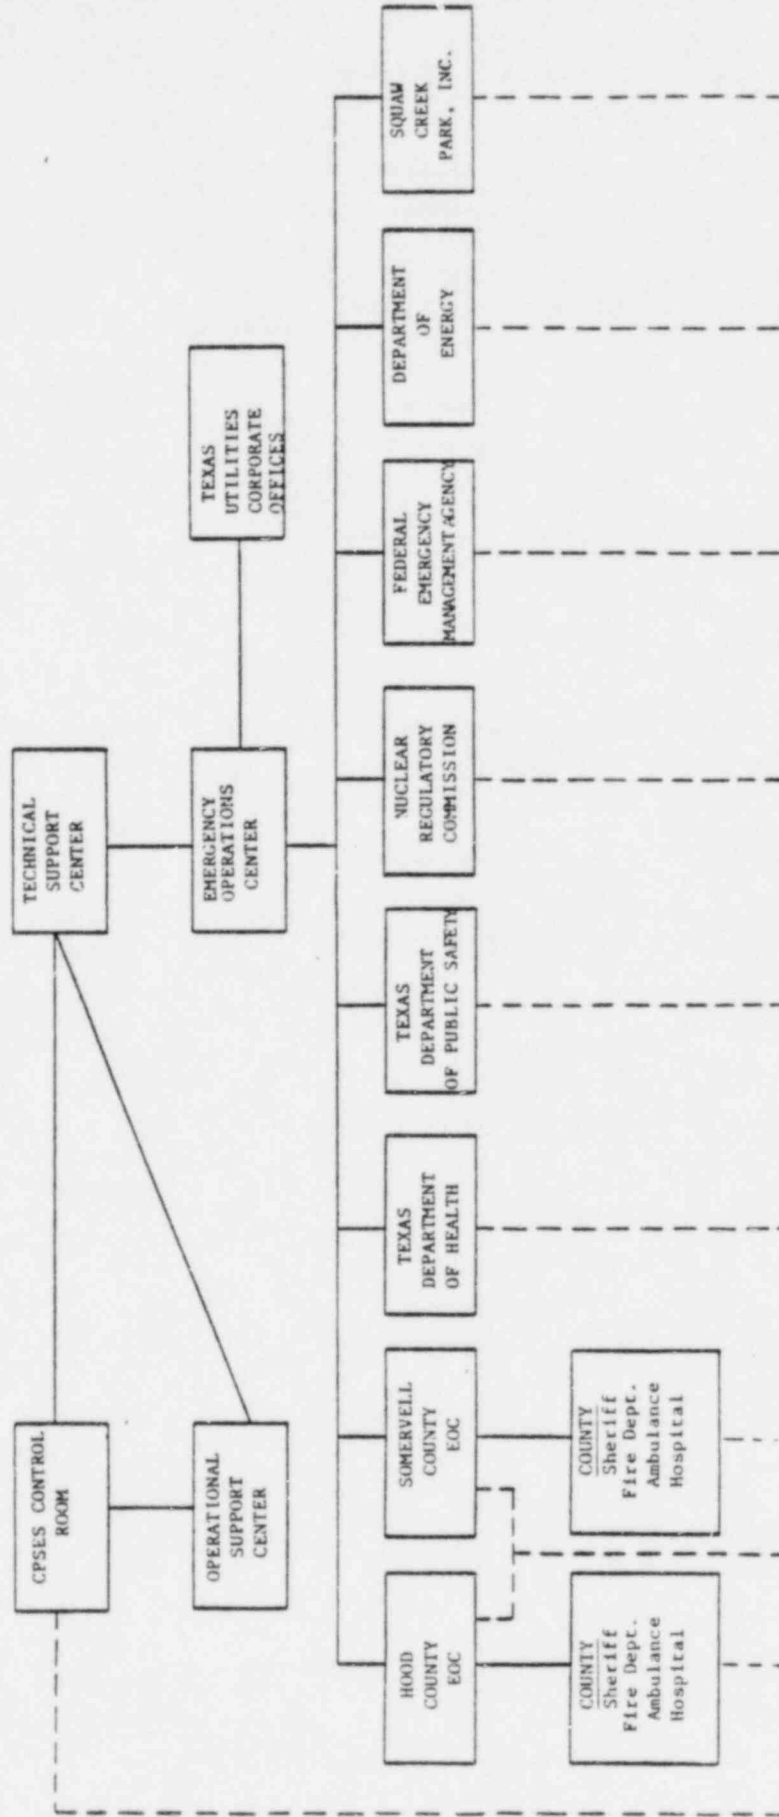 CPSES CONTROL
ROOM
TECHNICAL
SUPPORT
CENTER
OPERATIONAL
SUPPORT
CENTER
EMERGENCY
OPERATIONS
CENTER
TEXAS
UTILITIES
CORPORATE
OFFICES
HOOD
COUNTY
EOC
SOMERVELL
COUNTY
EOC
TEXAS
DEPARTMENT
OF HEALTH
TEXAS
DEPARTMENT
OF PUBLIC SAFETY
NUCLEAR
REGULATORY
COMMISSION
FEDERAL
EMERGENCY
MANAGEMENT AGENCY
DEPARTMENT
OF
ENERGY
SQUAW
CREEK
PARK, INC.
COUNTY
Sheriff
Fire Dept.
Ambulance
Hospital
COUNTY
Sheriff
Fire Dept.
Ambulance
Hospital